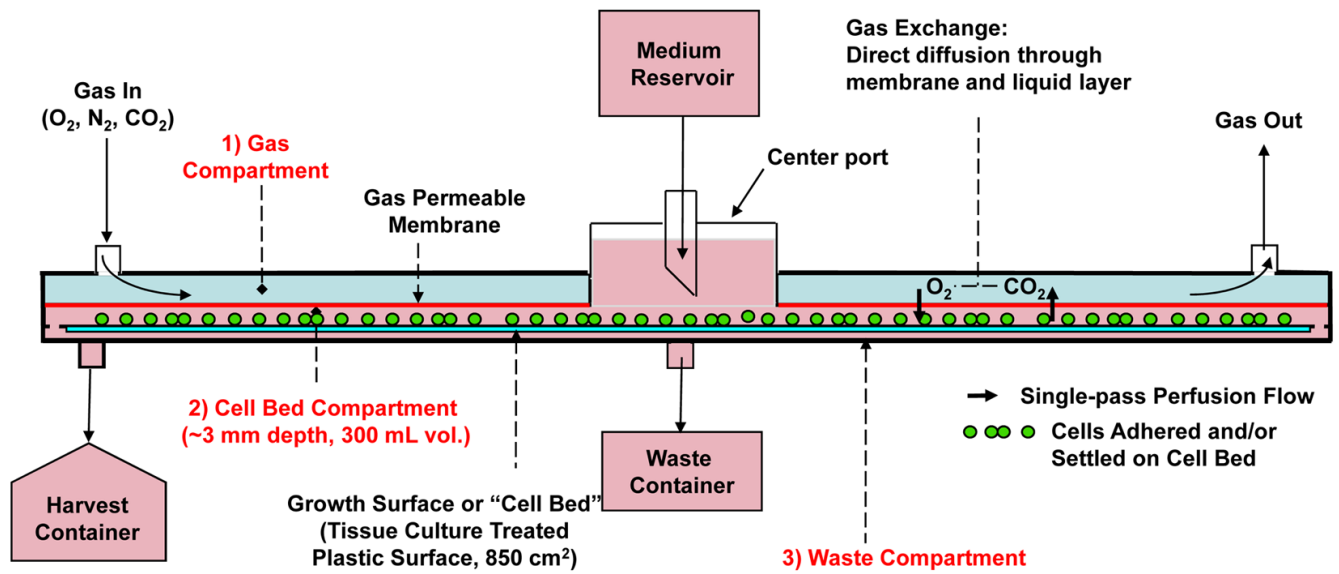 Gas In
(O₂, N₂, CO₂)
1) Gas
Compartment
Gas Permeable
Membrane
Medium
Reservoir
Center port
Gas Exchange:
Direct diffusion through
membrane and liquid layer
Gas Out
O₂
CO₂
2) Cell Bed Compartment
(~3 mm depth, 300 mL vol.)
Single-pass Perfusion Flow
Cells Adhered and/or
Settled on Cell Bed
Harvest
Container
Growth Surface or “Cell Bed”
(Tissue Culture Treated
Plastic Surface, 850 cm²)
Waste
Container
3) Waste Compartment